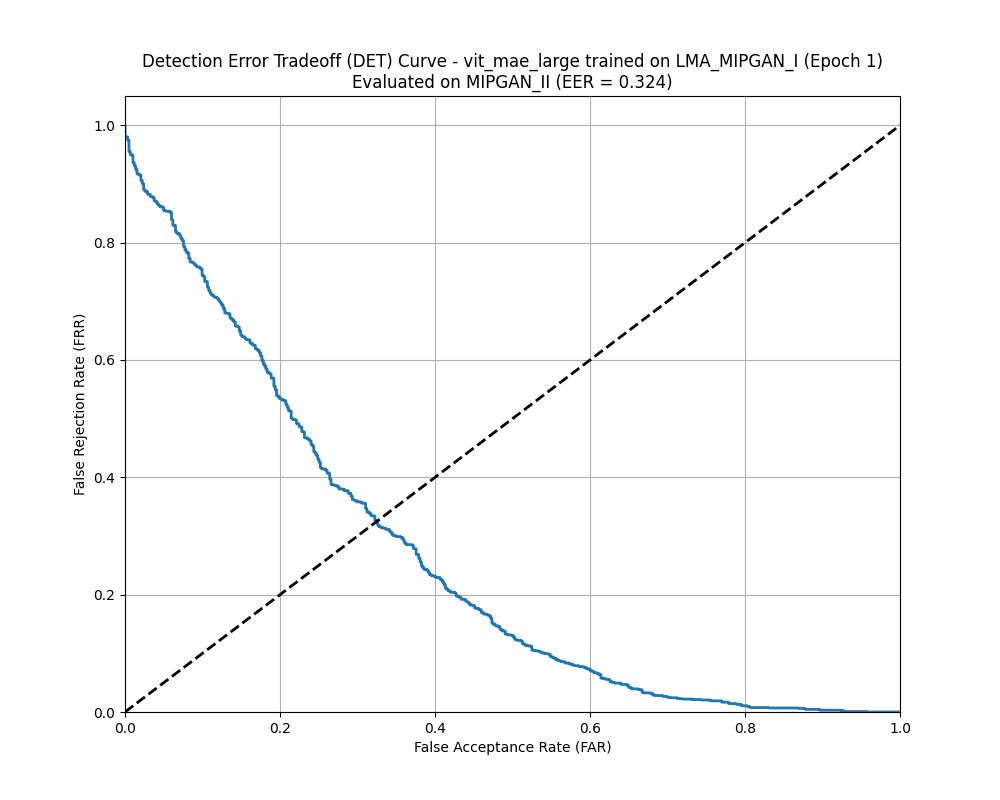 Detection Error Tradeoff (DET) Curve - vit_mae_large trained on LMA_MIPGAN_I (Epoch 1)
Evaluated on MIPGAN_II (EER = 0.324)
1.0
0.8
0.6
0.4
0.2
0.0
False Rejection Rate (FRR)
0.0 0.2 0.4 0.6 0.8 1.0
False Acceptance Rate (FAR)